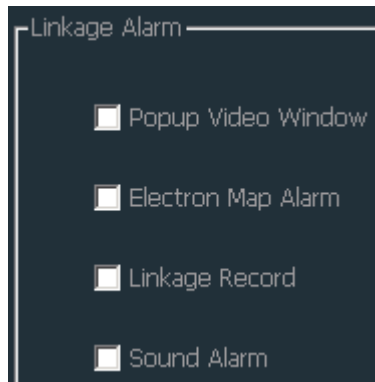 Linkage Alarm
Popup Video Window
Electron Map Alarm
Linkage Record
Sound Alarm